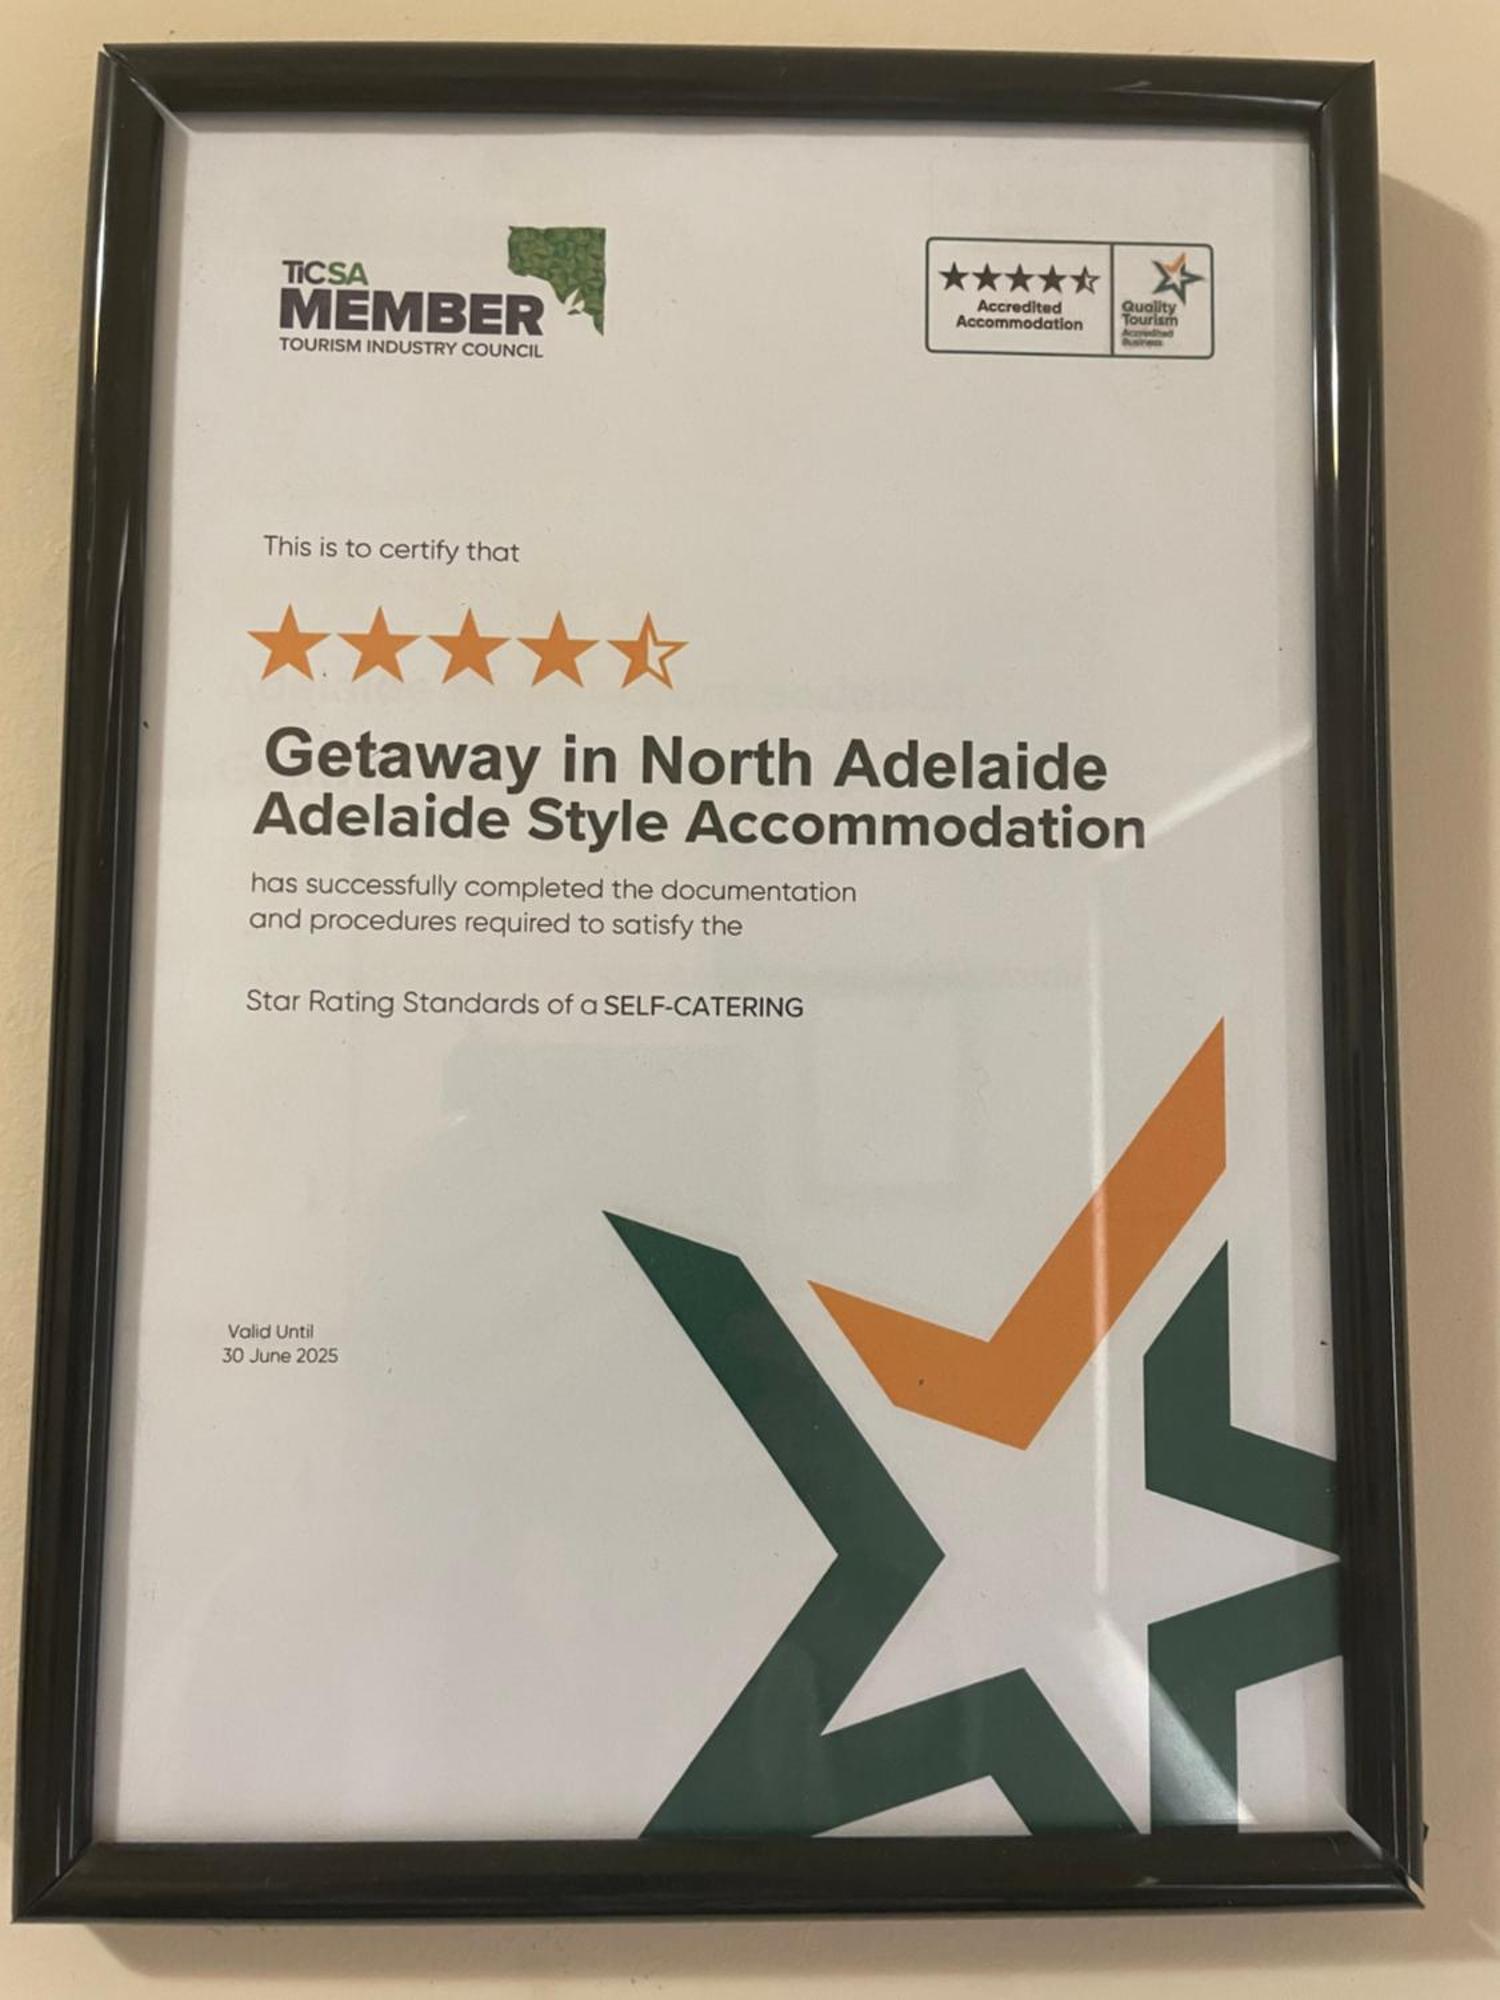 TiCSA
MEMBER
TOURISM INDUSTRY COUNCIL
Accredited
Accommodation
Quality
Tourism
Accredited
Business
This is to certify that
Getaway in North Adelaide
Adelaide Style Accommodation
has successfully completed the documentation
and procedures required to satisfy the
Star Rating Standards of a SELF-CATERING
Valid Until
30 June 2025